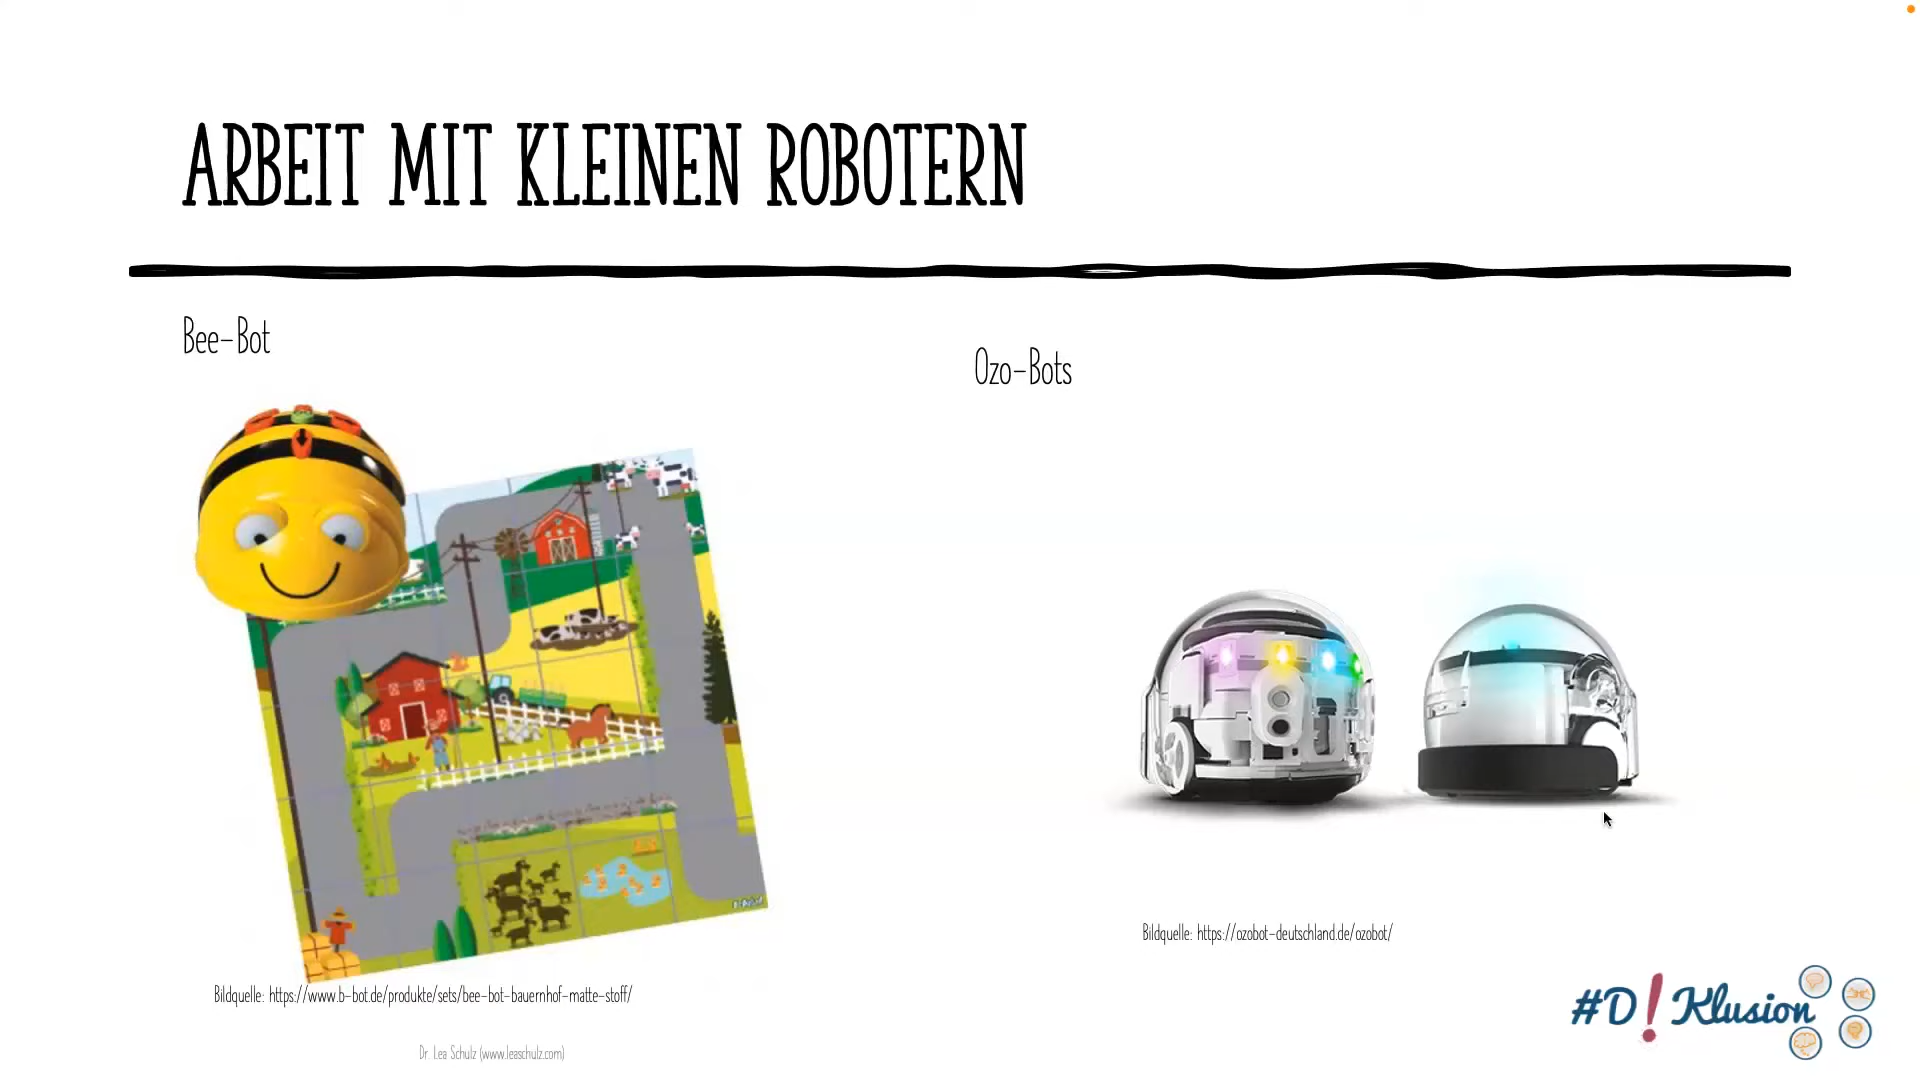 ARBEIT MIT KLEINEN ROBOTERN
Bee-Bot
Ozo-Bots
Bildquelle: https://ozobot-deutschland.de/ozobot/
Bildquelle: https://www.b-bot.de/produkte/sets/bee-bot-bauernhof-matte-stoff/
#D!Klusion
Dr. Lea Schulz (www.leaschulz.com)